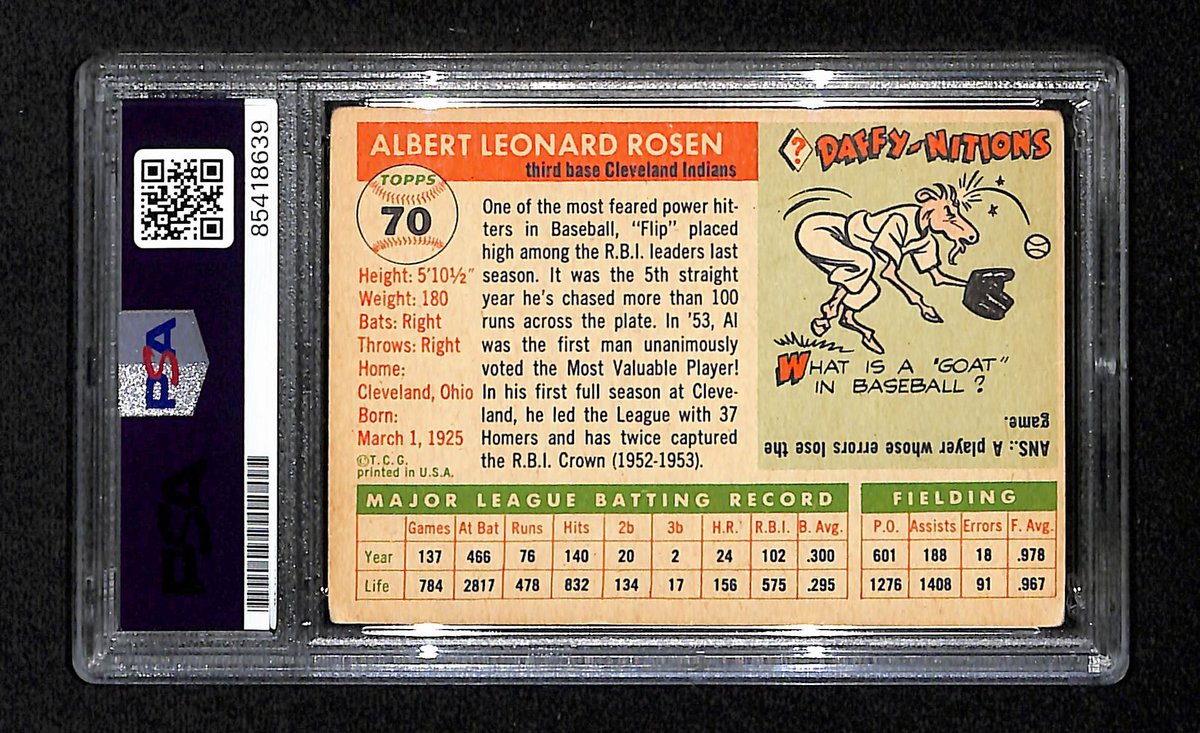 85418639
PSA
PSA
ALBERT LEONARD ROSEN
third base Cleveland Indians
TOPPS
70
Height: 5'10½"
Weight: 180
Bats: Right
Throws: Right
Home:
Cleveland, Ohio
Born:
March 1, 1925
©T.C.G.
printed in U.S.A.
One of the most feared power hit-
ters in Baseball, "Flip" placed
high among the R.B.I. leaders last
season. It was the 5th straight
year he's chased more than 100
runs across the plate. In '53, Al
was the first man unanimously
voted the Most Valuable Player!
In his first full season at Cleve-
land, he led the League with 37
Homers and has twice captured
the R.B.I. Crown (1952-1953).
? DAFFY-NITIONS
WHAT IS A "GOAT"
IN BASEBALL?
ANS.: A player whose errors lose the
game.
MAJOR LEAGUE BATTING RECORD
Games At Bat Runs Hits 2b 3b H.R. R.B.I. B. Avg.
Year 137 466 76 140 20 2 24 102 .300
Life 784 2817 478 832 134 17 156 575 .295
FIELDING
P.O. Assists Errors F. Avg.
601 188 18 .978
1276 1408 91 .967